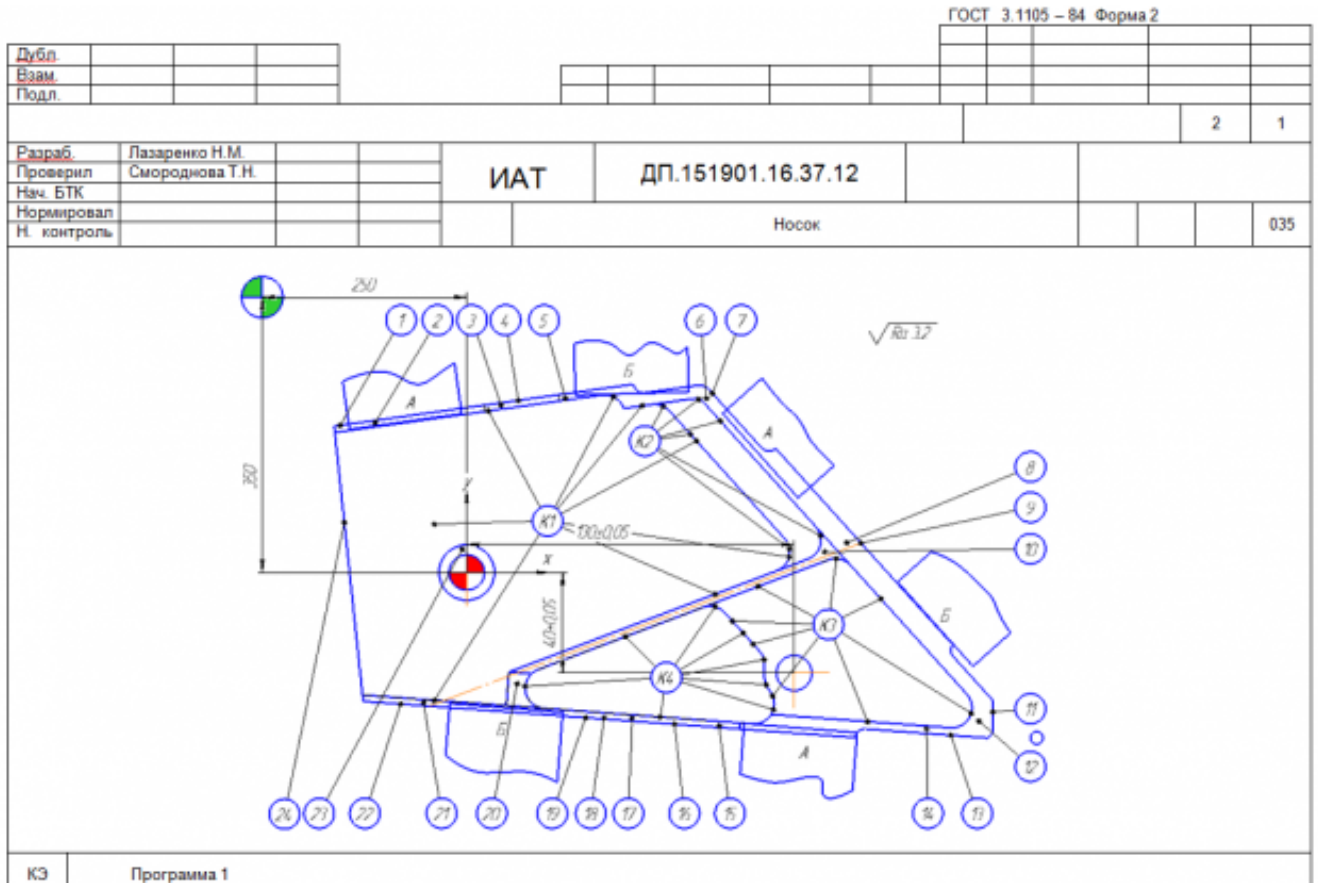 ГОСТ 3.1105 – 84 Форма 2
Дубл.
Взам.
Подл.
2 1
Разраб. Лазаренко Н.М.
Проверил Смороднова Т.Н.
ИАТ ДП.151901.16.37.12
Нач. БТК
Нормировал
Н. контроль
Носок 035
250
1 2 3 4 5 6 7
Ra 3.2
Б
А
К2
А
350
8
y
9
К1
130±0,05
10
x
Б
40±0,05
К3
К4
11
Б
А
12
24 23 22 21 20 19 18 17 16 15 14 13
КЭ Программа 1